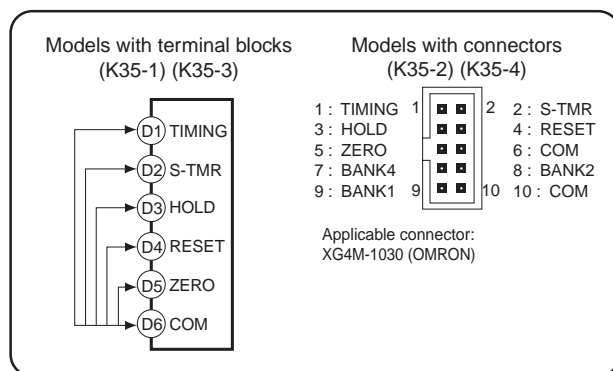 Models with terminal blocks
(K35-1) (K35-3)
D1 TIMING
D2 S-TMR
D3 HOLD
D4 RESET
D5 ZERO
D6 COM
Models with connectors
(K35-2) (K35-4)
1 : TIMING 1 2 2 : S-TMR
3 : HOLD 4 : RESET
5 : ZERO 6 : COM
7 : BANK4 8 : BANK2
9 : BANK1 9 10 10 : COM
Applicable connector:
XG4M-1030 (OMRON)